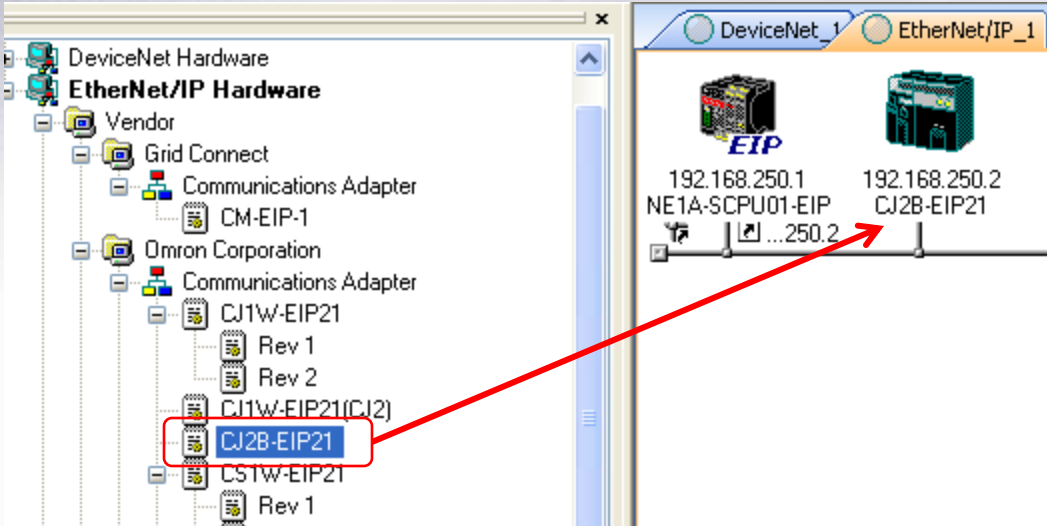 DeviceNet Hardware
EtherNet/IP Hardware
Vendor
Grid Connect
Communications Adapter
CM-EIP-1
Omron Corporation
Communications Adapter
CJ1W-EIP21
Rev 1
Rev 2
CJ1W-EIP21(CJ2)
CJ2B-EIP21
CS1W-EIP21
Rev 1
DeviceNet_1
EtherNet/IP_1
EIP
192.168.250.1
NE1A-SCPU01-EIP
192.168.250.2
CJ2B-EIP21
...250.2